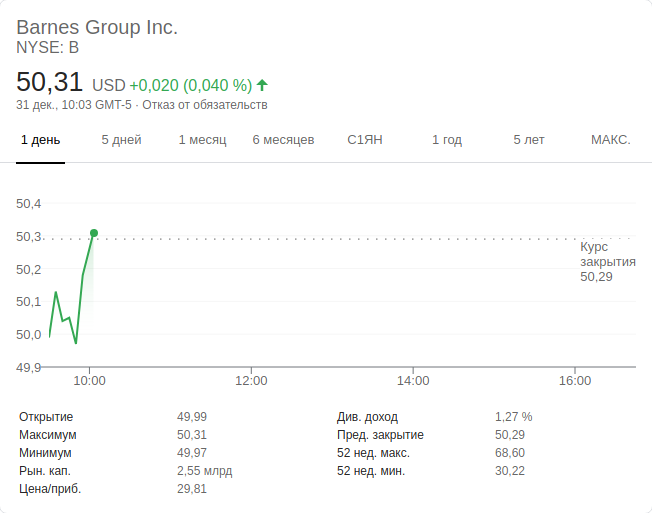 Barnes Group Inc.
NYSE: B
50,31 USD +0,020 (0,040 %)
31 дек., 10:03 GMT-5 · Отказ от обязательств
1 день 5 дней 1 месяц 6 месяцев С1ЯН 1 год 5 лет МАКС.
50,4
50,3
50,2
50,1
50,0
49,9
Курс
закрытия
50,29
10:00 12:00 14:00 16:00
Открытие 49,99 Див. доход 1,27 %
Максимум 50,31 Пред. закрытие 50,29
Минимум 49,97 52 нед. макс. 68,60
Рын. кап. 2,55 млрд 52 нед. мин. 30,22
Цена/приб. 29,81